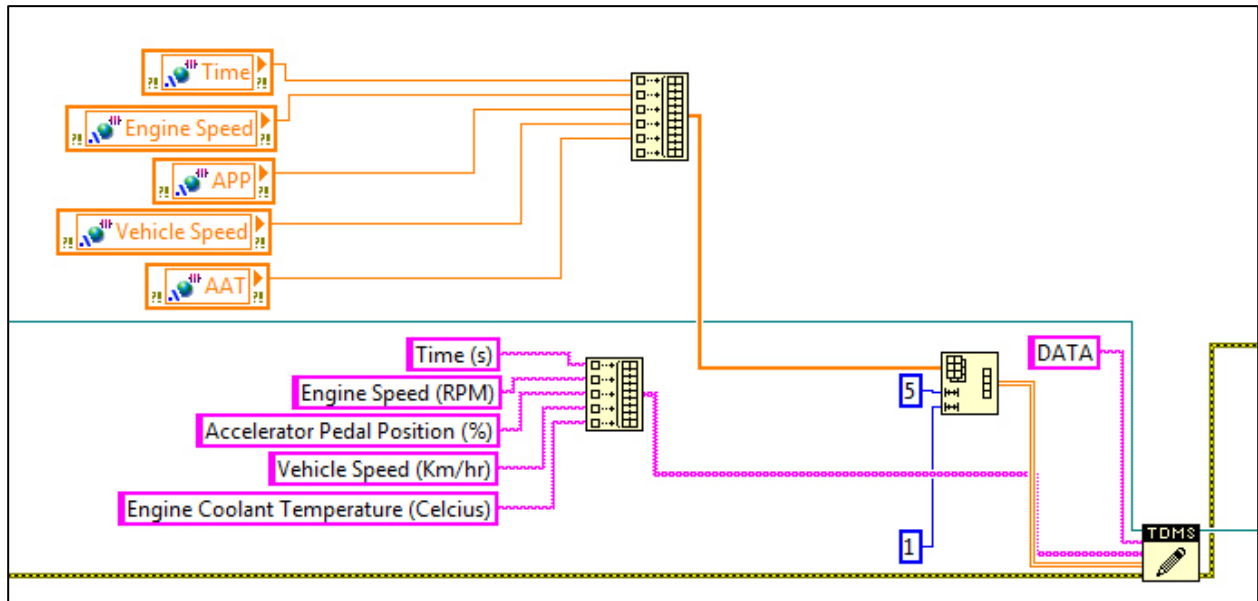 Time
Engine Speed
APP
Vehicle Speed
AAT
Time (s)
Engine Speed (RPM)
Accelerator Pedal Position (%)
Vehicle Speed (Km/hr)
Engine Coolant Temperature (Celcius)
5
1
DATA
TDMS